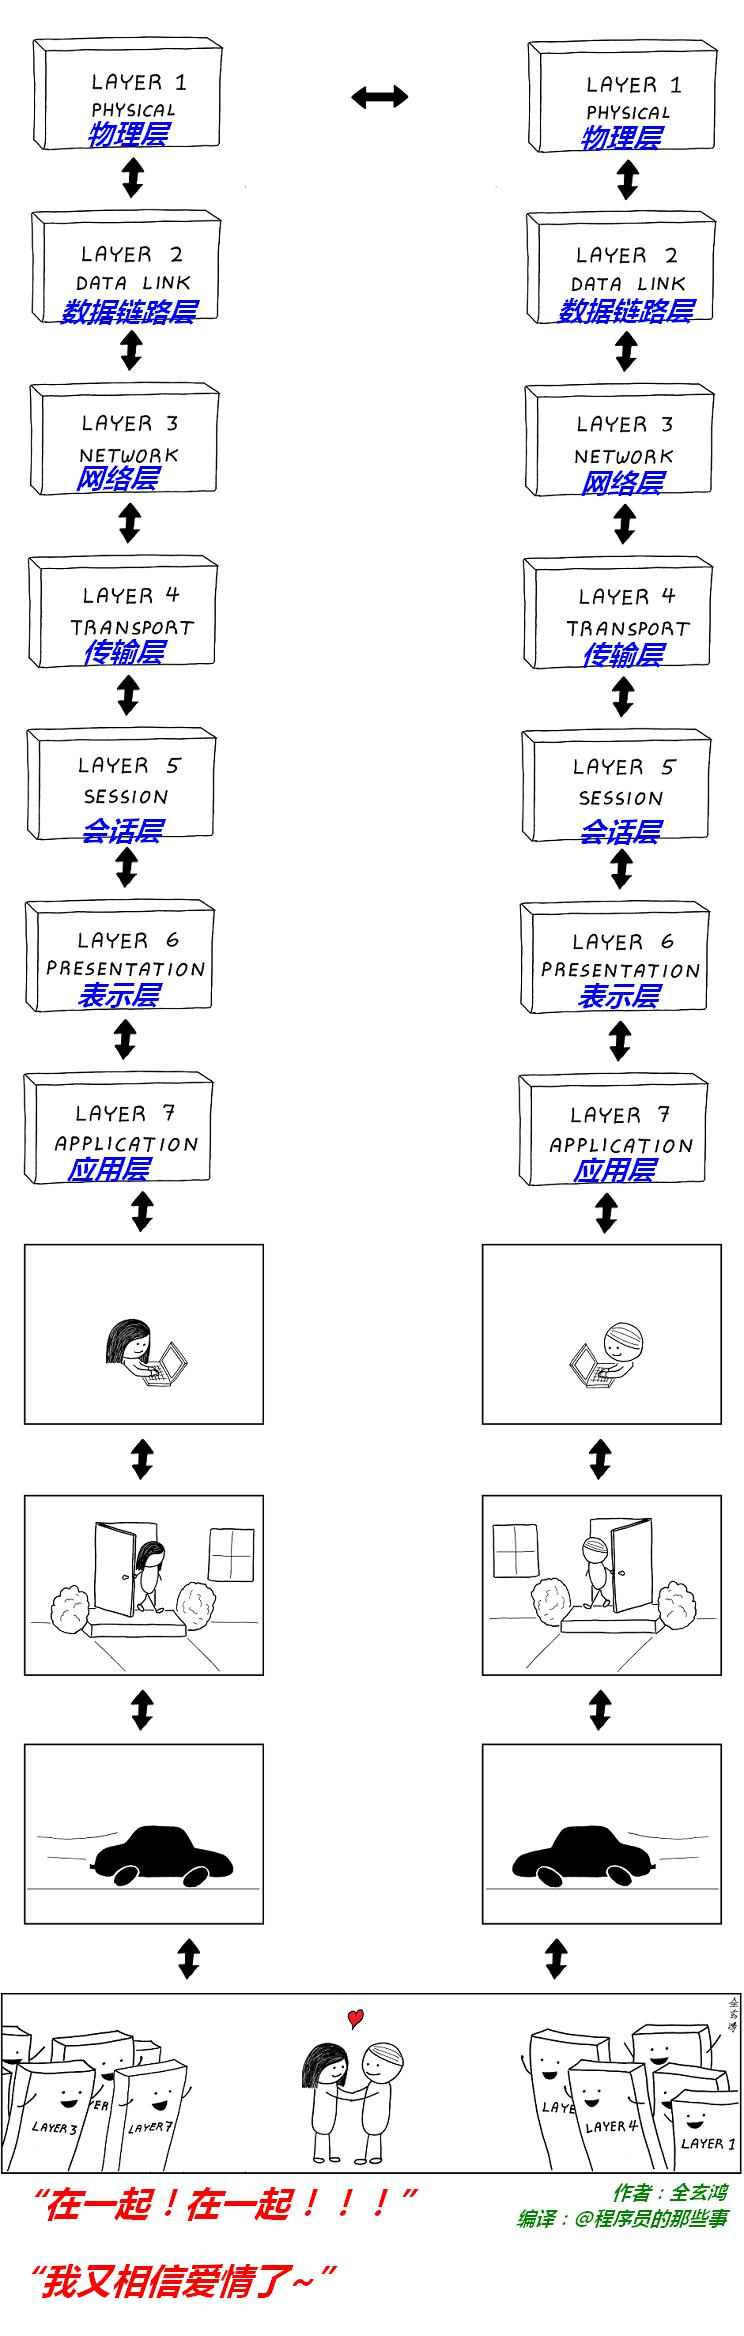 LAYER 1
PHYSICAL
物理层
LAYER 1
PHYSICAL
物理层
LAYER 2
DATA LINK
数据链路层
LAYER 2
DATA LINK
数据链路层
LAYER 3
NETWORK
网络层
LAYER 3
NETWORK
网络层
LAYER 4
TRANSPORT
传输层
LAYER 4
TRANSPORT
传输层
LAYER 5
SESSION
会话层
LAYER 5
SESSION
会话层
LAYER 6
PRESENTATION
表示层
LAYER 6
PRESENTATION
表示层
LAYER 7
APPLICATION
应用层
LAYER 7
APPLICATION
应用层
全玄鸿
LAYER 3
YER
LAYER 7
LAYE
LAYER 4
LAYER 1
“在一起！在一起！！！”
作者：全玄鸿
编译：@程序员的那些事
“我又相信爱情了~”